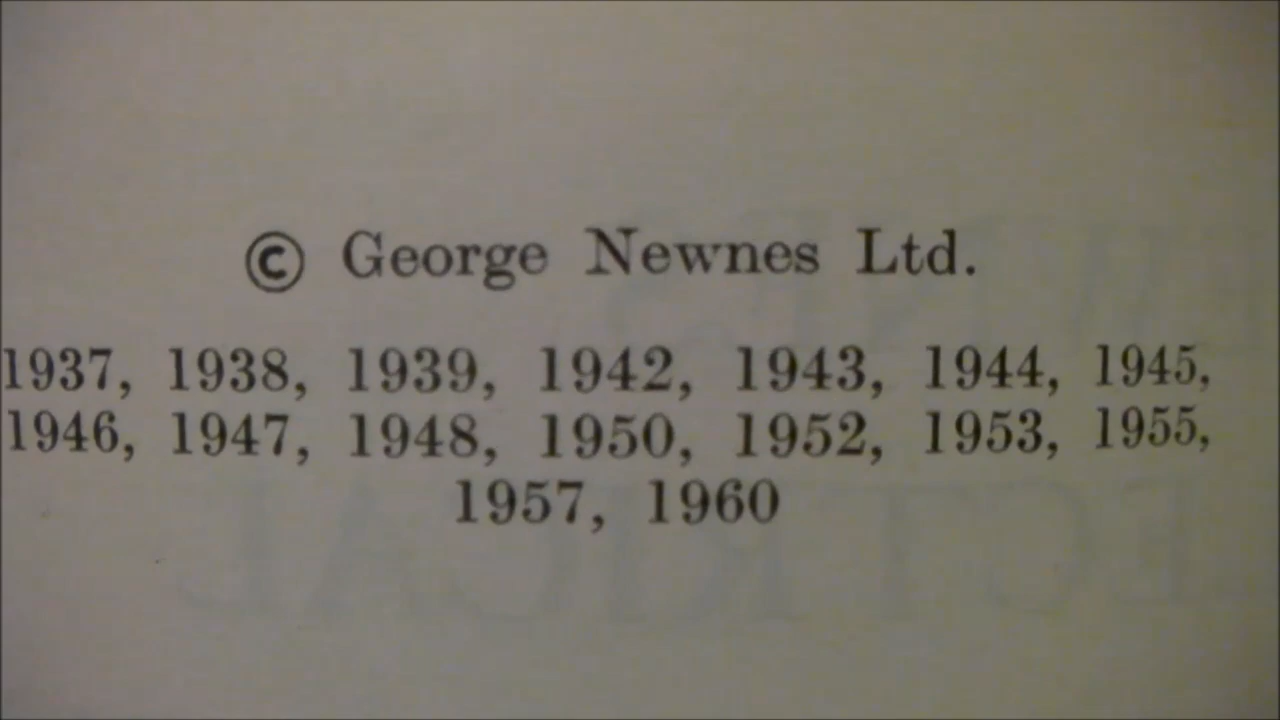 © George Newnes Ltd.
1937, 1938, 1939, 1942, 1943, 1944, 1945,
1946, 1947, 1948, 1950, 1952, 1953, 1955,
1957, 1960